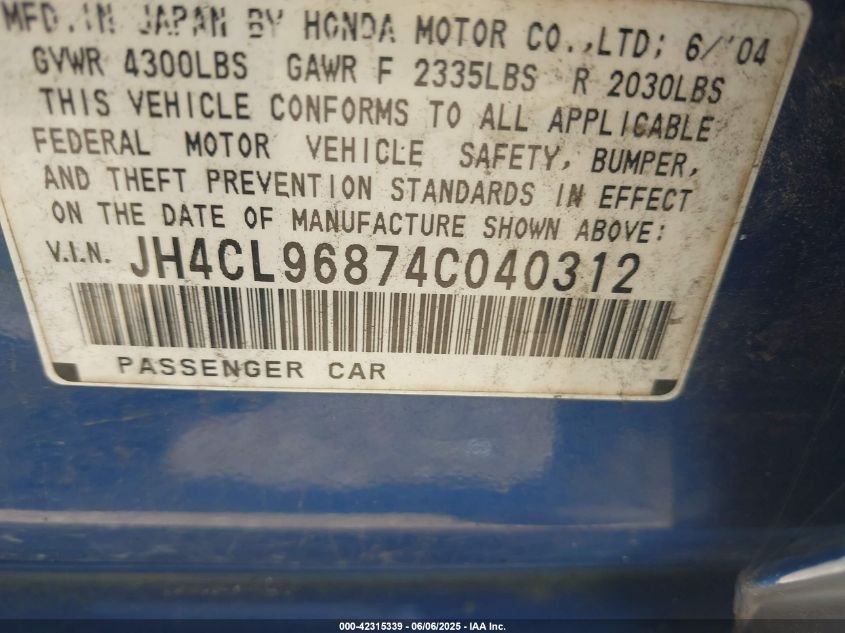 MFD. IN JAPAN BY HONDA MOTOR CO.,LTD; 6/'04
GVWR 4300LBS GAWR F 2335LBS R 2030LBS
THIS VEHICLE CONFORMS TO ALL APPLICABLE
FEDERAL MOTOR VEHICLE SAFETY, BUMPER,
AND THEFT PREVENTION STANDARDS IN EFFECT
ON THE DATE OF MANUFACTURE SHOWN ABOVE:
V.I.N. JH4CL96874C040312
PASSENGER CAR
000-42315339 - 06/06/2025 - IAA Inc.